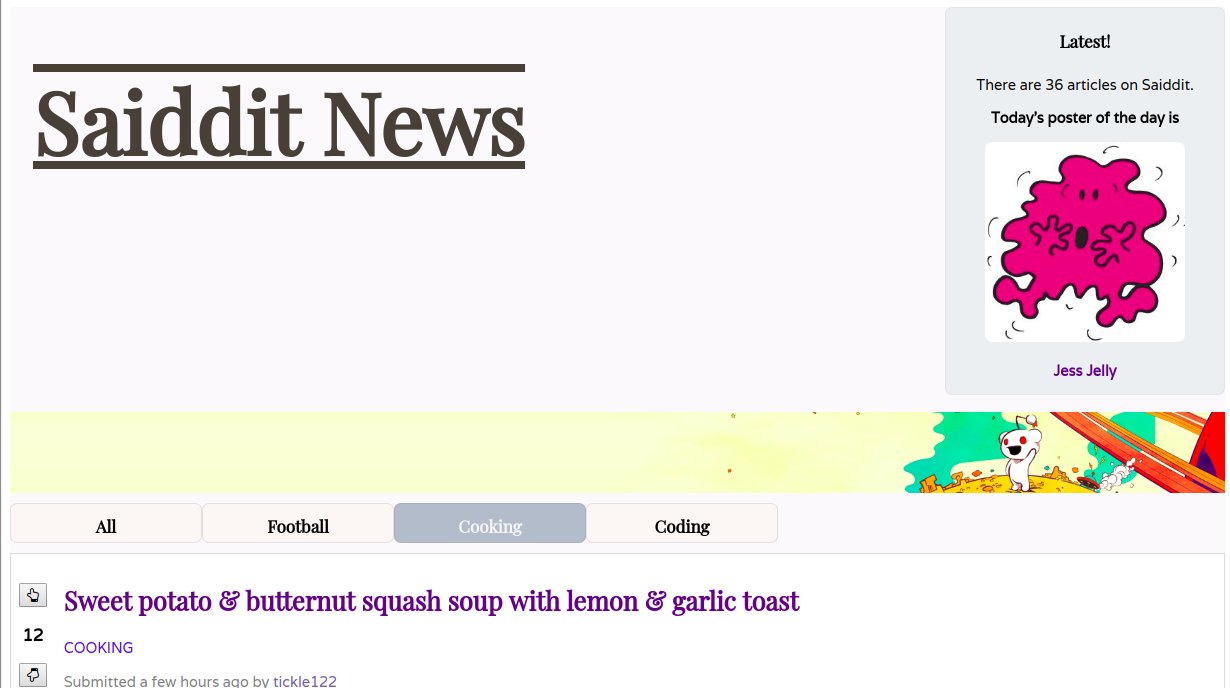 Saiddit News
Latest!
There are 36 articles on Saiddit.
Today's poster of the day is
Jess Jelly
All
Football
Cooking
Coding
Sweet potato & butternut squash soup with lemon & garlic toast
12
COOKING
Submitted a few hours ago by tickle122